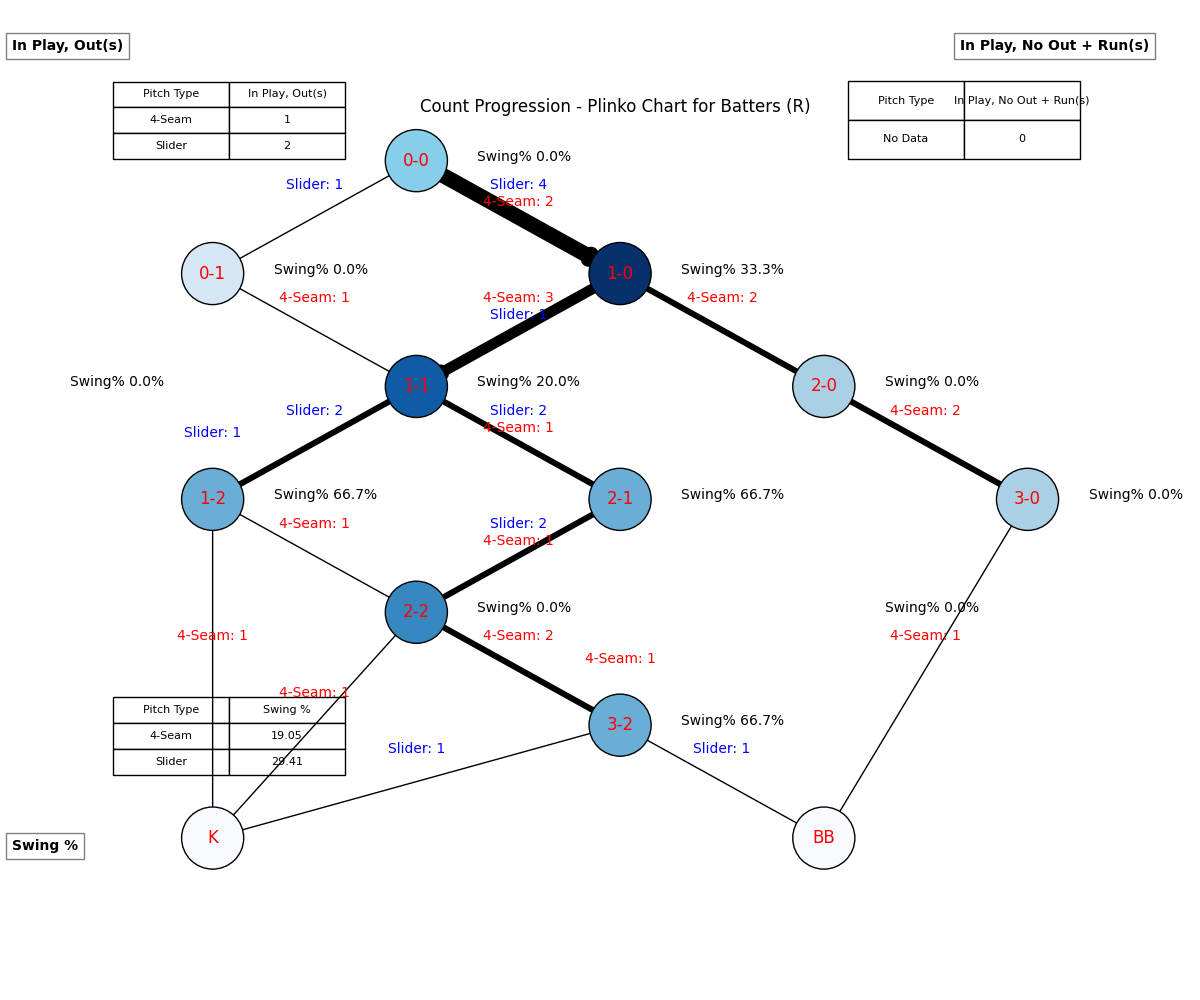 In Play, Out(s)
In Play, No Out + Run(s)
Pitch Type In Play, Out(s)
4-Seam 1
Slider 2
Count Progression - Plinko Chart for Batters (R)
Pitch Type In Play, No Out + Run(s)
No Data 0
0-0
Swing% 0.0%
Slider: 1
Slider: 4
4-Seam: 2
0-1
Swing% 0.0%
1-0
Swing% 33.3%
4-Seam: 1
4-Seam: 3
4-Seam: 2
Slider: 1
Swing% 0.0%
1-1
Swing% 20.0%
2-0
Swing% 0.0%
Slider: 2
Slider: 2
4-Seam: 2
Slider: 1
4-Seam: 1
1-2
Swing% 66.7%
2-1
Swing% 66.7%
3-0
Swing% 0.0%
4-Seam: 1
Slider: 2
4-Seam: 1
2-2
Swing% 0.0%
Swing% 0.0%
4-Seam: 1
4-Seam: 2
4-Seam: 1
4-Seam: 1
4-Seam: 1
Pitch Type Swing %
4-Seam 19.05
Slider 29.41
3-2
Swing% 66.7%
Slider: 1
Slider: 1
K
BB
Swing %